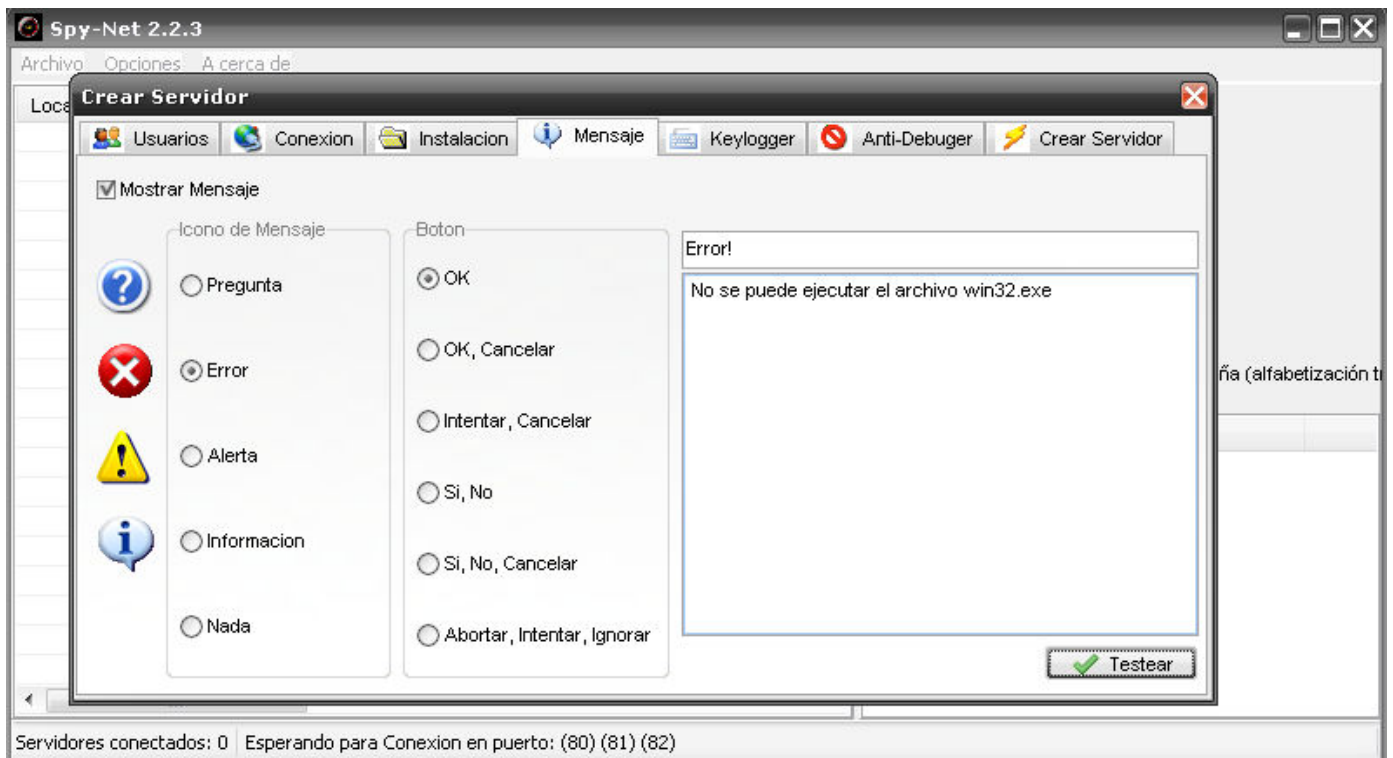 Spy-Net 2.2.3
Archivo Opciones A cerca de
Crear Servidor
Usuarios Conexion Instalacion Mensaje Keylogger Anti-Debuger Crear Servidor
Mostrar Mensaje
Icono de Mensaje
Pregunta
Error
Alerta
Informacion
Nada
Boton
OK
OK, Cancelar
Intentar, Cancelar
Si, No
Si, No, Cancelar
Abortar, Intentar, Ignorar
Error!
No se puede ejecutar el archivo win32.exe
Testear
(alfabetización
Servidores conectados: 0 Esperando para Conexion en puerto: (80) (81) (82)